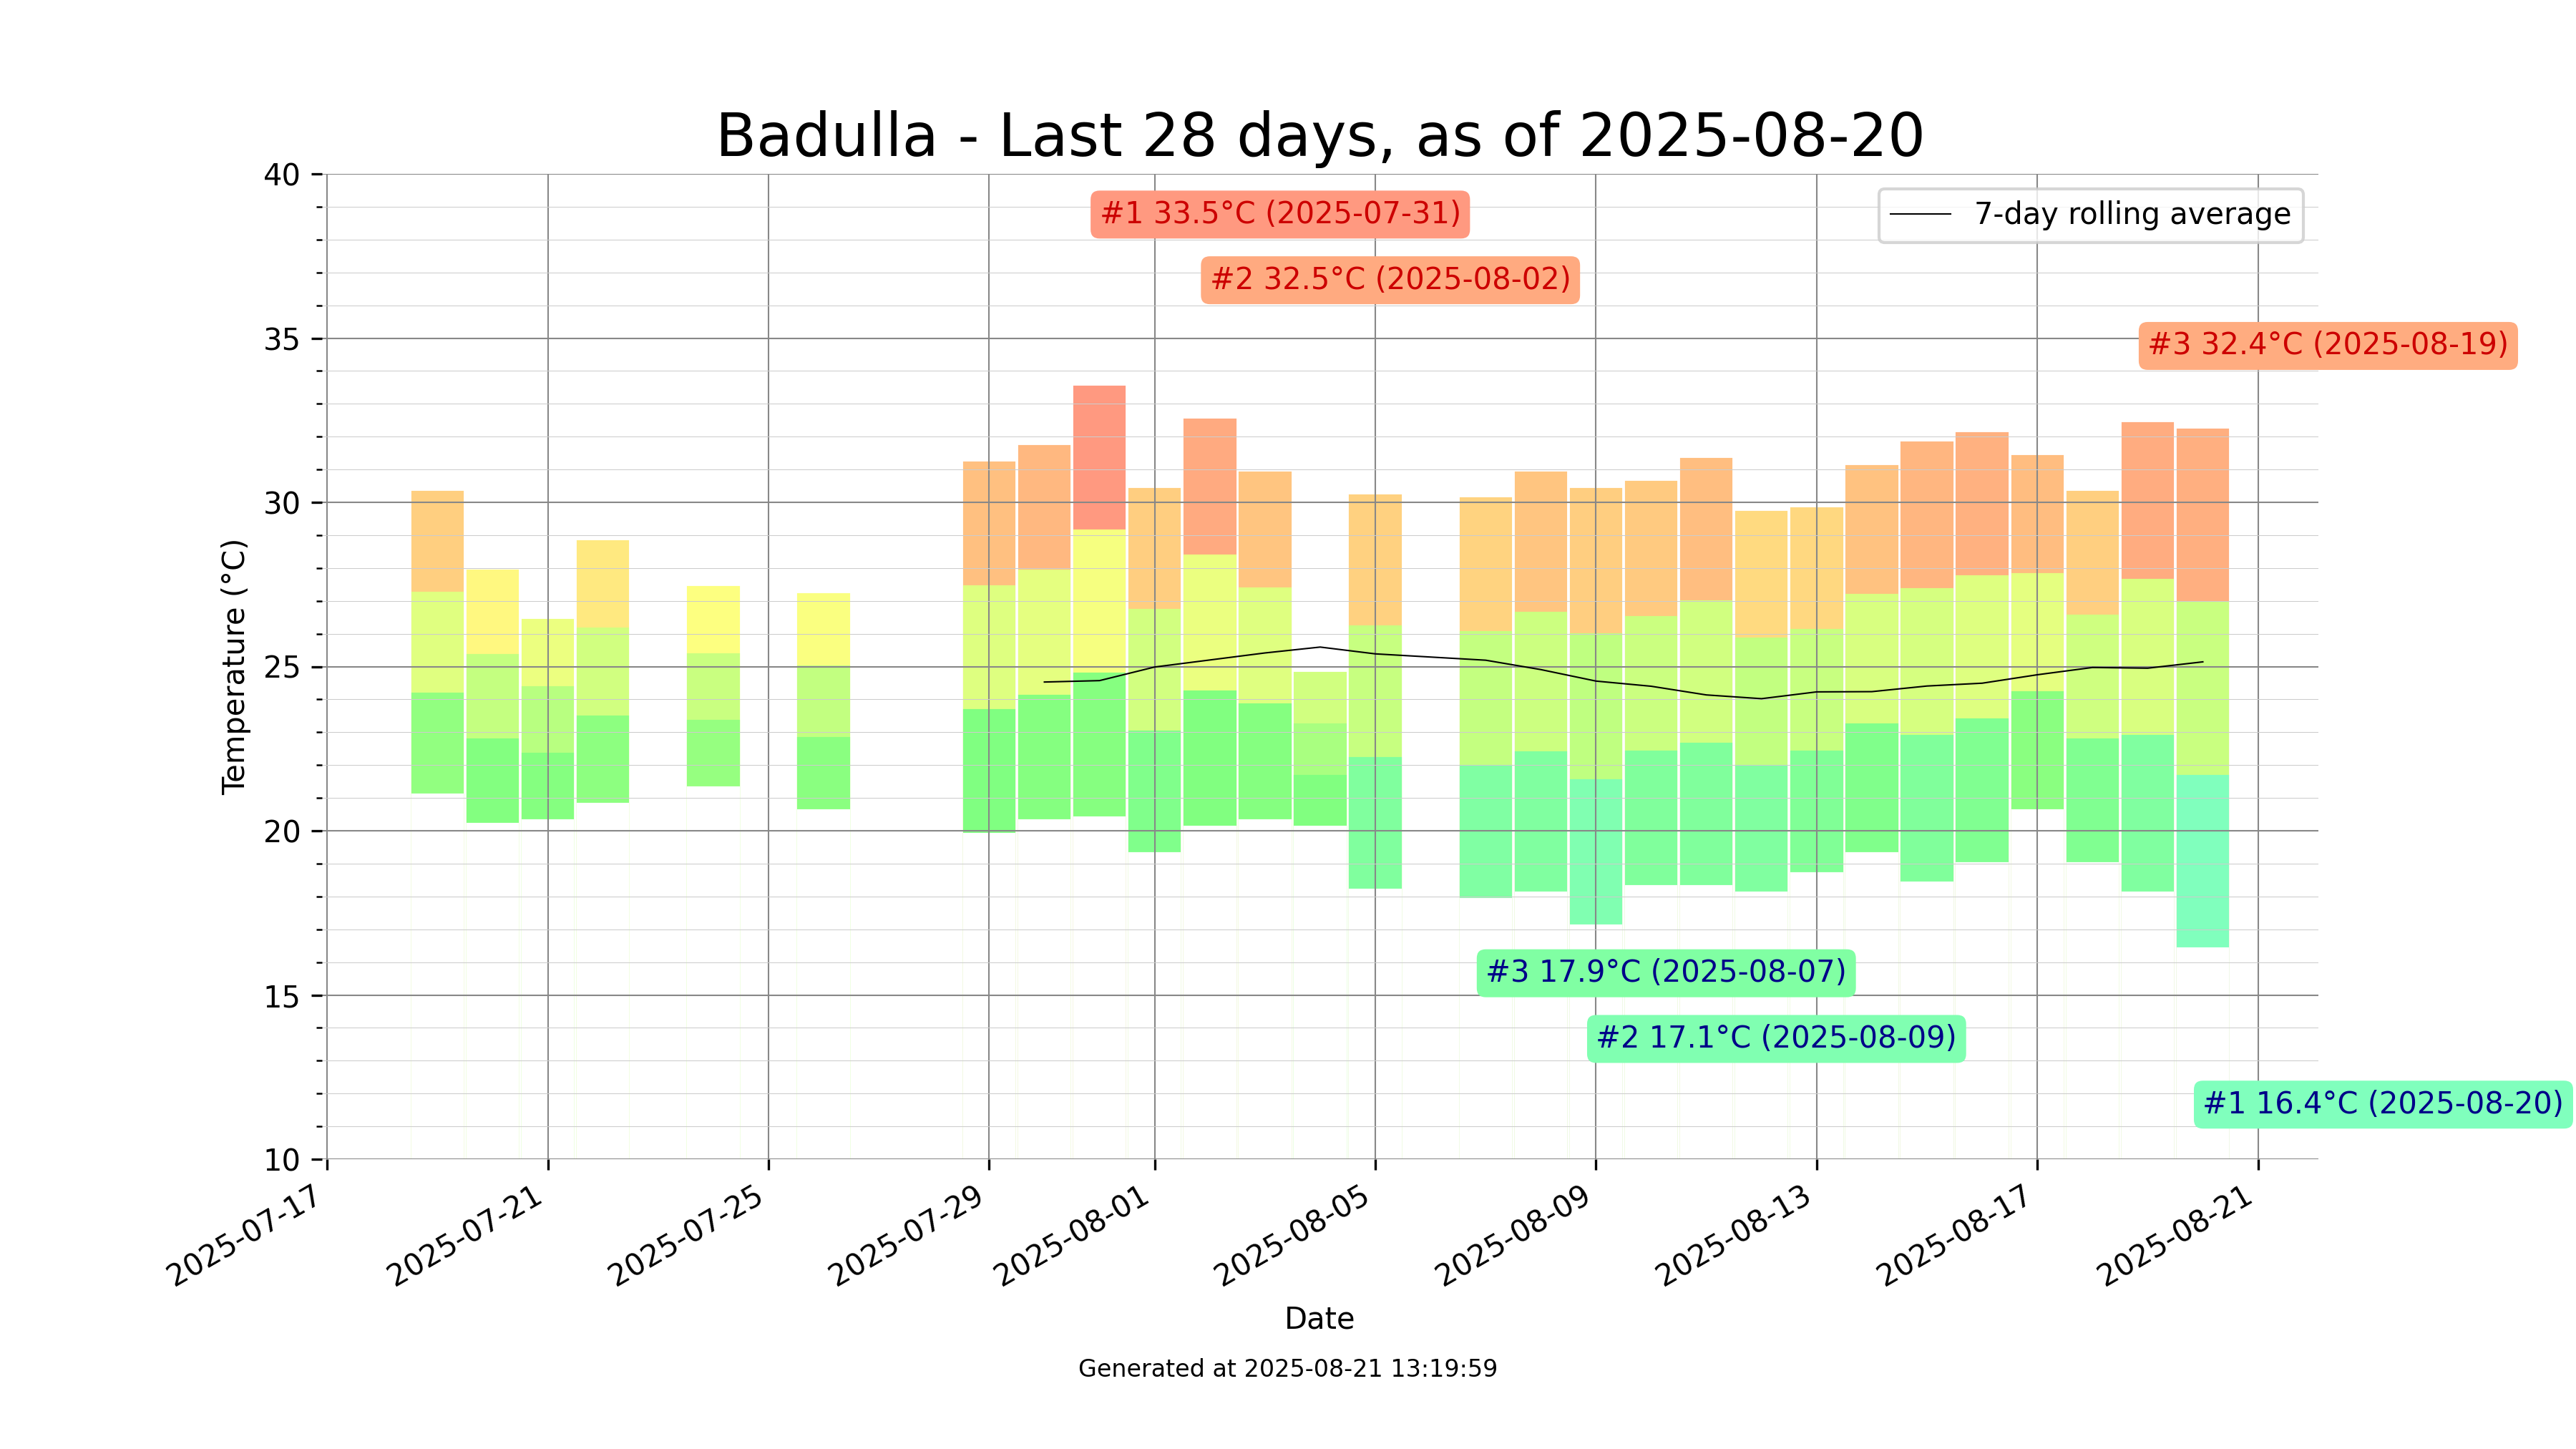 Badulla - Last 28 days, as of 2025-08-20
40
35
30
25
20
15
10
Temperature (°C)
#1 33.5°C (2025-07-31)
7-day rolling average
#2 32.5°C (2025-08-02)
#3 32.4°C (2025-08-19)
#3 17.9°C (2025-08-07)
#2 17.1°C (2025-08-09)
#1 16.4°C (2025-08-20)
2025-07-17
2025-07-21
2025-07-25
2025-07-29
2025-08-01
2025-08-05
2025-08-09
2025-08-13
2025-08-17
2025-08-21
Date
Generated at 2025-08-21 13:19:59